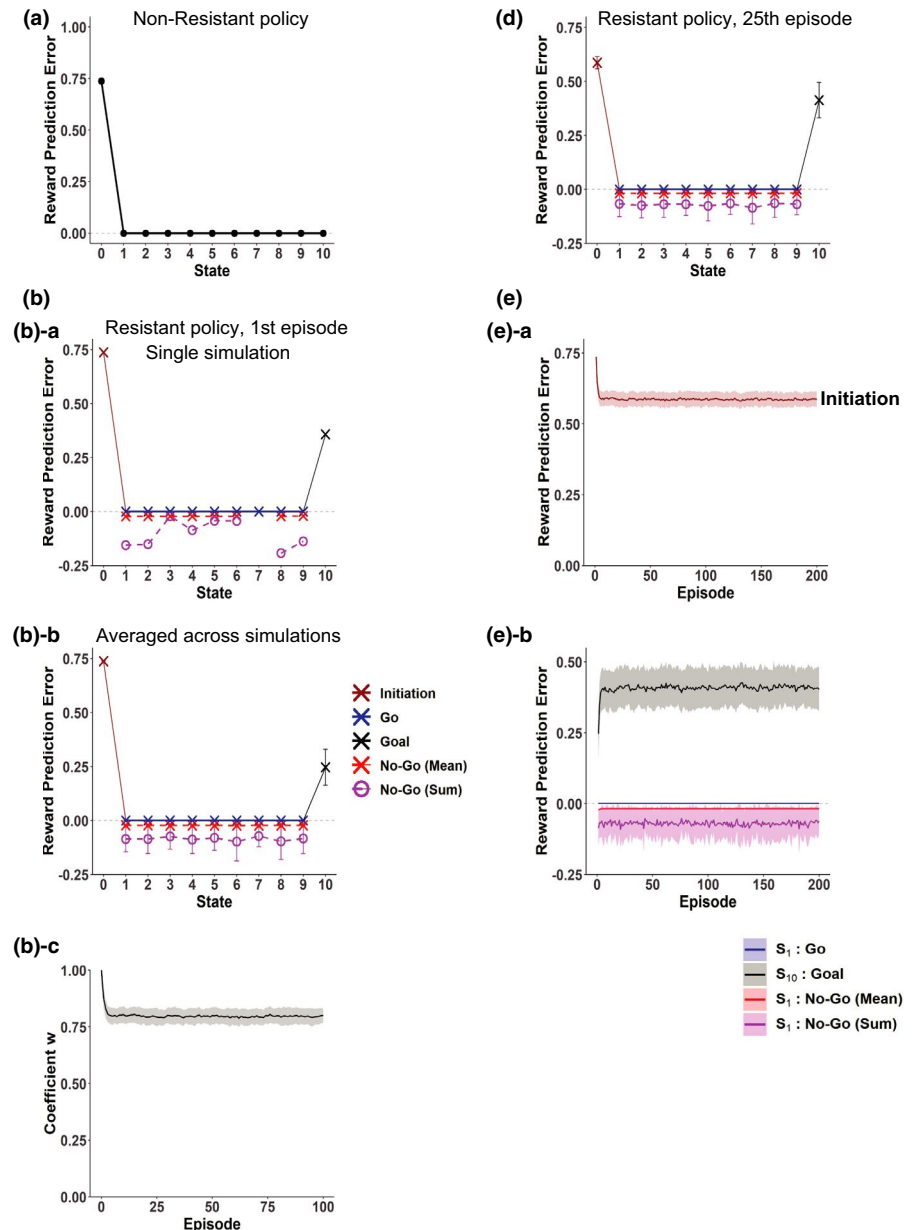 (a)
Non-Resistant policy
Reward Prediction Error
0.75
0.50
0.25
0.00
0 1 2 3 4 5 6 7 8 9 10
State
(b)
(b)-a
Resistant policy, 1st episode
Single simulation
Reward Prediction Error
0.75
0.50
0.25
0.00
-0.25
0 1 2 3 4 5 6 7 8 9 10
State
(b)-b
Averaged across simulations
Reward Prediction Error
0.75
0.50
0.25
0.00
-0.25
0 1 2 3 4 5 6 7 8 9 10
State
Initiation
Go
Goal
No-Go (Mean)
No-Go (Sum)
(b)-c
Coefficient w
1.00
0.75
0.50
0.25
0.00
0 25 50 75 100
Episode
(d)
Resistant policy, 25th episode
Reward Prediction Error
0.75
0.50
0.25
0.00
-0.25
0 1 2 3 4 5 6 7 8 9 10
State
(e)
(e)-a
Reward Prediction Error
0.75
0.50
0.25
0.00
0 50 100 150 200
Episode
Initiation
(e)-b
Reward Prediction Error
0.50
0.25
0.00
-0.25
0 50 100 150 200
Episode
S₁ : Go
S₁₀ : Goal
S₁ : No-Go (Mean)
S₁ : No-Go (Sum)